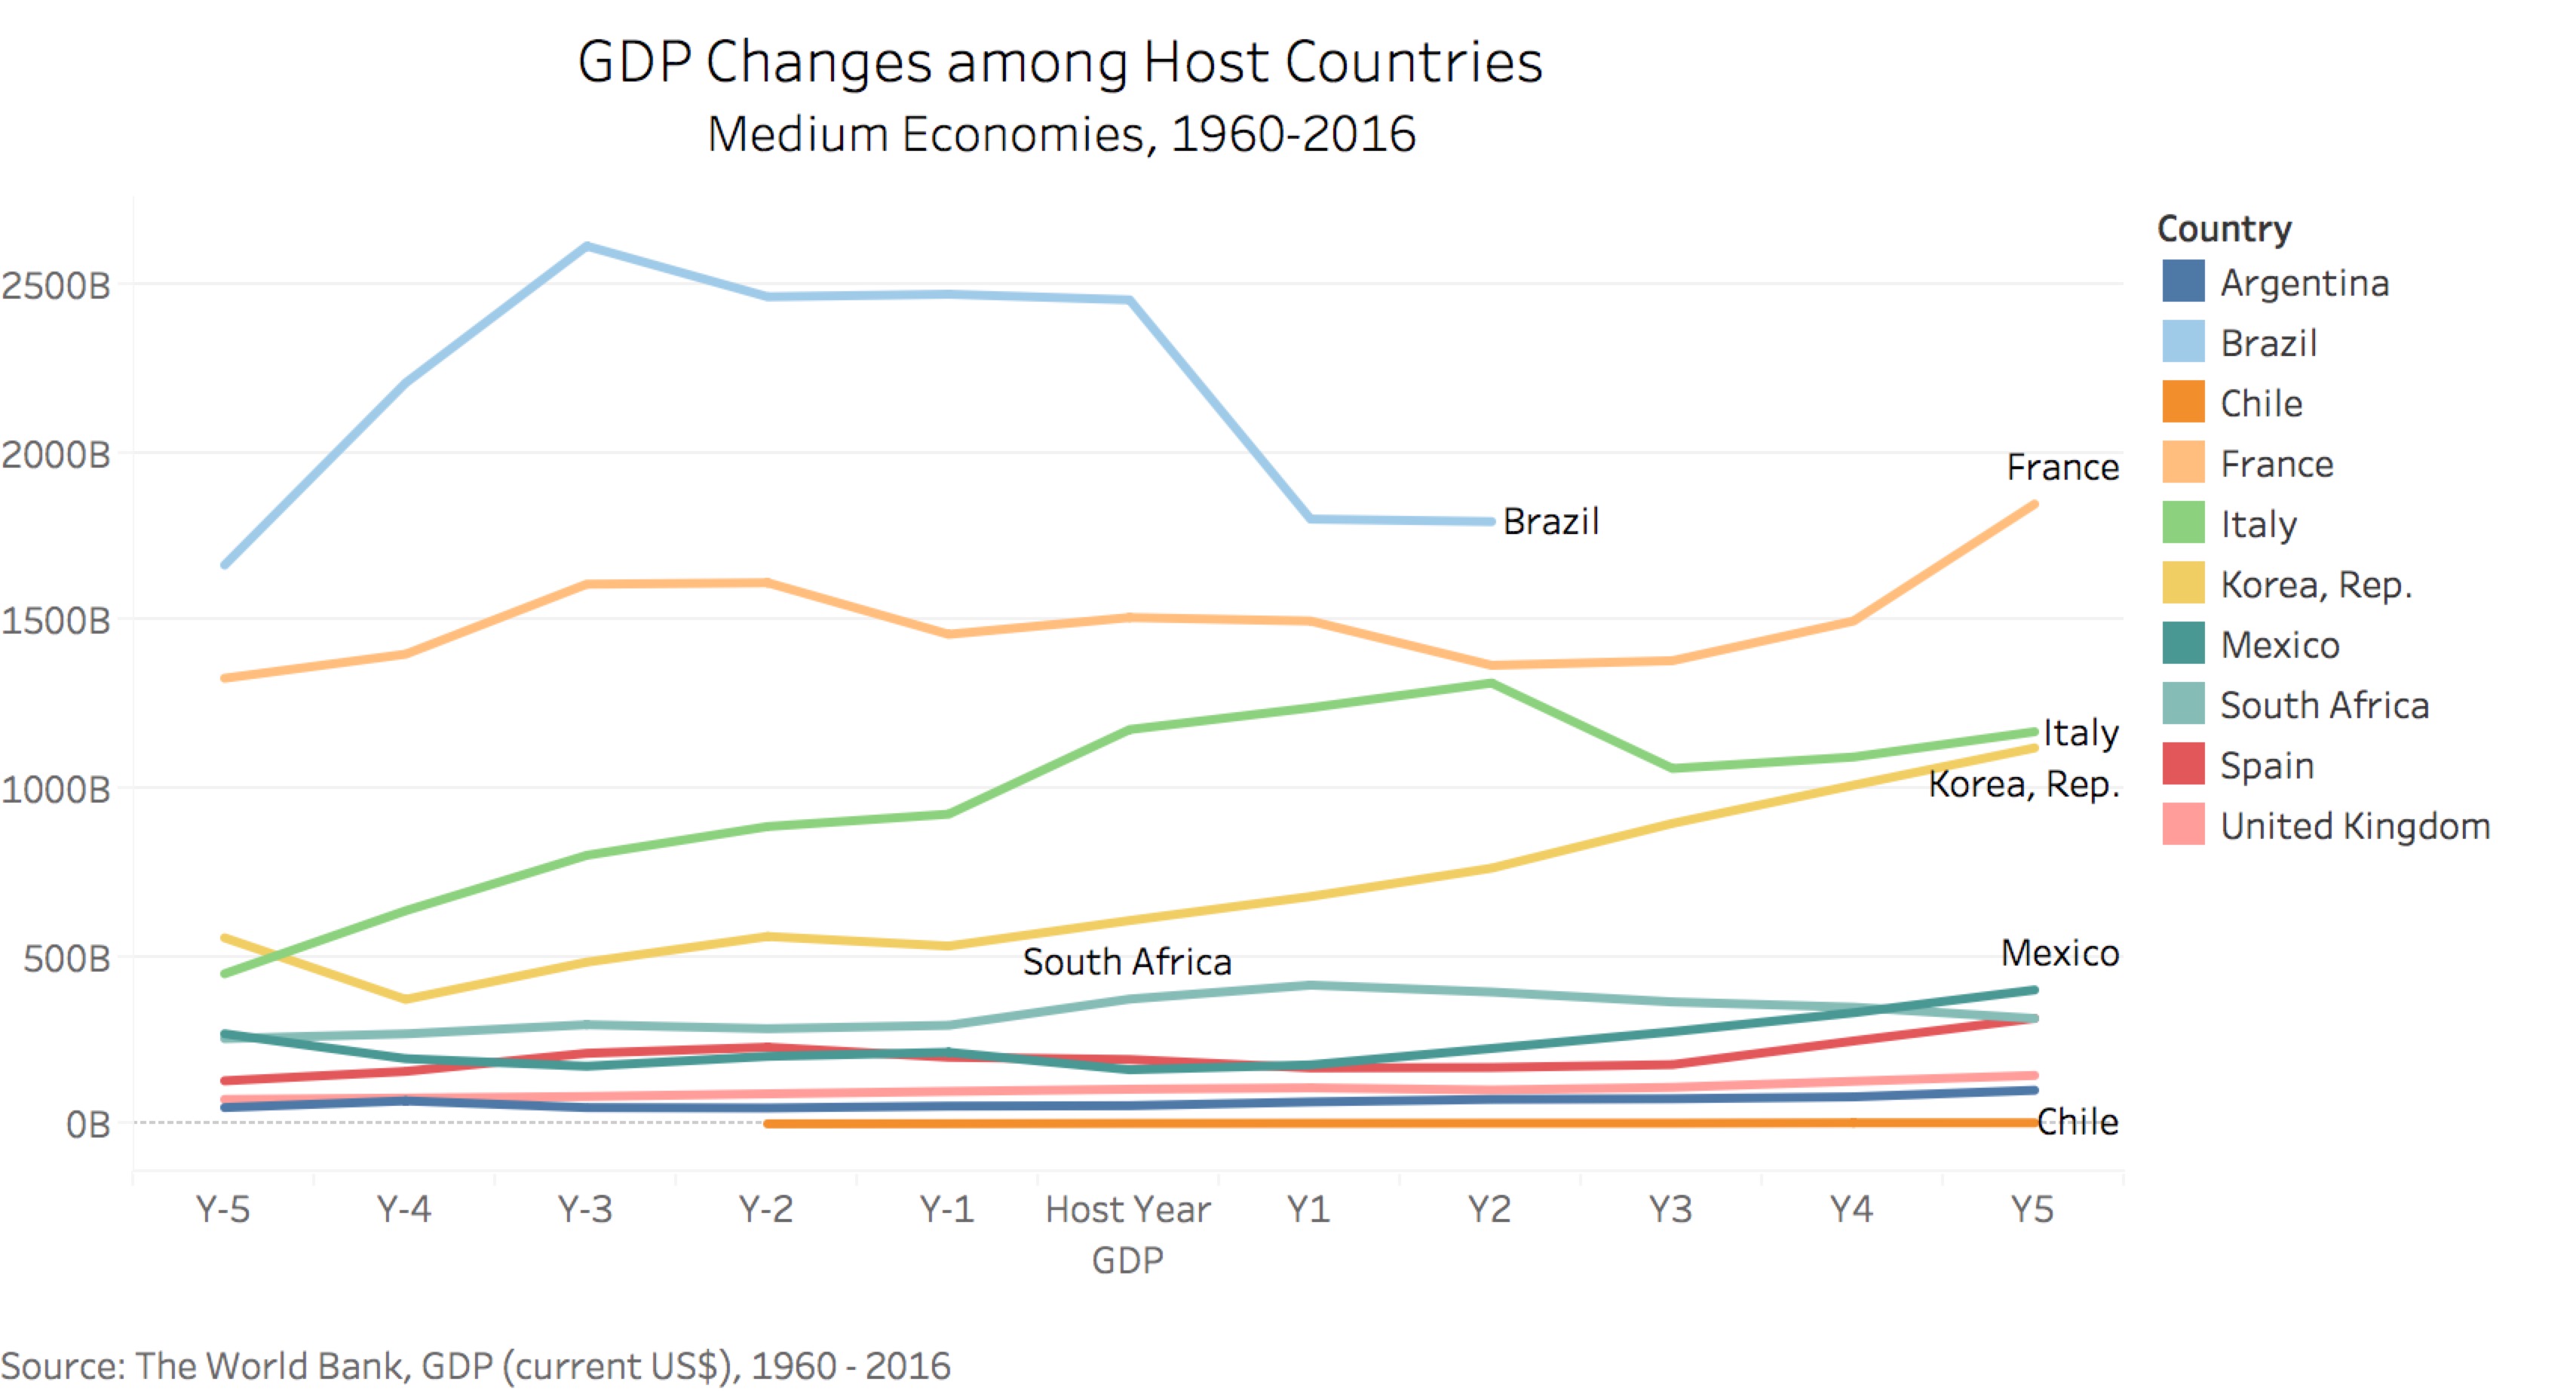 GDP Changes among Host Countries
Medium Economies, 1960-2016
2500B
2000B
1500B
1000B
500B
0B
France
Brazil
Italy
Korea, Rep.
South Africa
Mexico
Chile
Y-5 Y-4 Y-3 Y-2 Y-1 Host Year Y1 Y2 Y3 Y4 Y5
GDP
Country
Argentina
Brazil
Chile
France
Italy
Korea, Rep.
Mexico
South Africa
Spain
United Kingdom
Source: The World Bank, GDP (current US$), 1960 - 2016